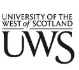 UNIVERSITY OF THE
WEST OF SCOTLAND
UWS